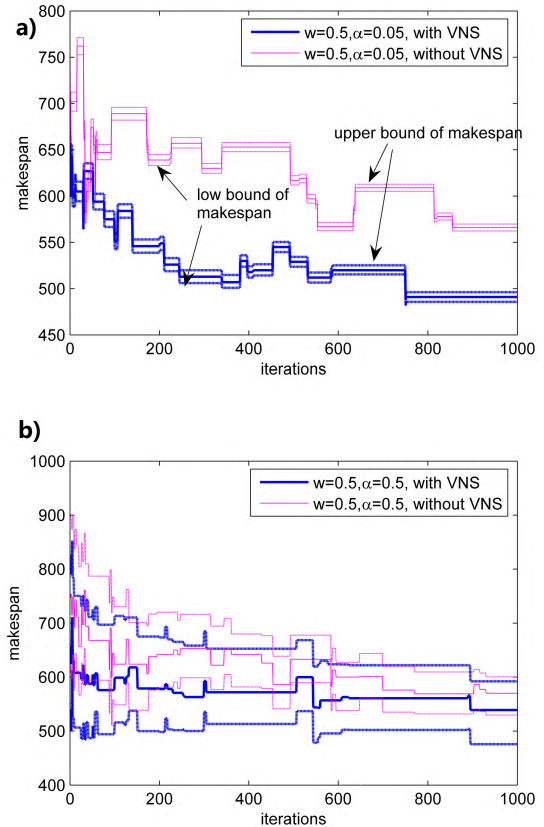 a)
800
750
700
650
600
550
500
450
makespan
w=0.5,α=0.05, with VNS
w=0.5,α=0.05, without VNS
upper bound of makespan
low bound of
makespan
0 200 400 600 800 1000
iterations
b)
1000
900
800
700
600
500
400
makespan
w=0.5,α=0.5, with VNS
w=0.5,α=0.5, without VNS
0 200 400 600 800 1000
iterations